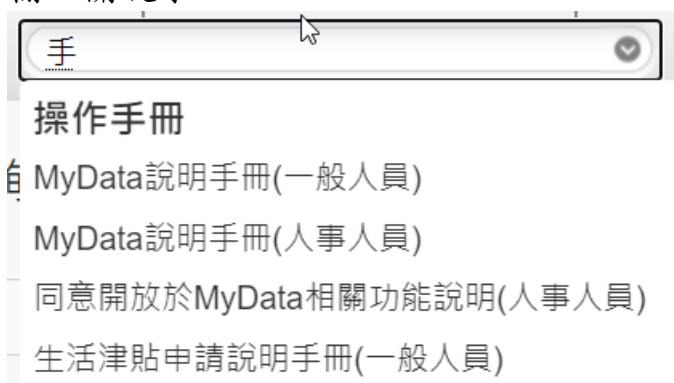 手
操作手冊
MyData說明手冊(一般人員)
MyData說明手冊(人事人員)
同意開放於MyData相關功能說明(人事人員)
生活津貼申請說明手冊(一般人員)